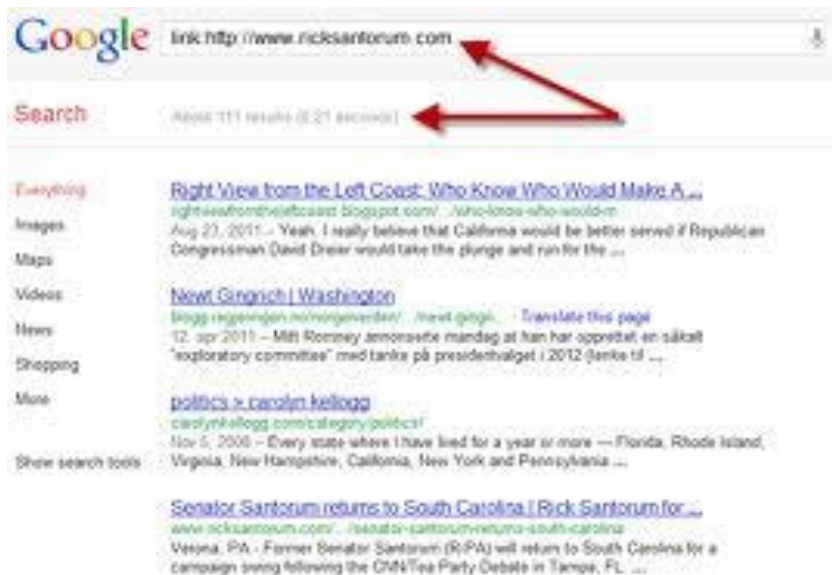 Google
link:http://www.ricksantorum.com
Search
About 111 results (0.21 seconds)
Everything
Images
Maps
Videos
News
Shopping
More
Show search tools
Right View from the Left Coast: Who Know Who Would Make A ...
rightviewfromtheleftcoast.blogspot.com/.../who-know-who-would-m
Aug 23, 2011 – Yeah. I really believe that California would be better served if Republican
Congressman David Dreier would take the plunge and run for the ...
Newt Gingrich | Washington
blogg.regjeringen.no/norgeiverden/.../newt-gingri... - Translate this page
12. apr 2011 – Mitt Romney annonserte mandag at han har opprettet en såkalt
"exploratory committee" med tanke på presidentvalget i 2012 (lenke til ...
politics » carolyn kellogg
carolynkellogg.com/category/politics/
Nov 5, 2008 – Every state where I have lived for a year or more — Florida, Rhode Island,
Virginia, New Hampshire, California, New York and Pennsylvania ...
Senator Santorum returns to South Carolina | Rick Santorum for ...
www.ricksantorum.com/.../senator-santorum-returns-south-carolina
Verona, PA - Former Senator Santorum (R-PA) will return to South Carolina for a
campaign swing following the CNN/Tea Party Debate in Tampa, FL. ...